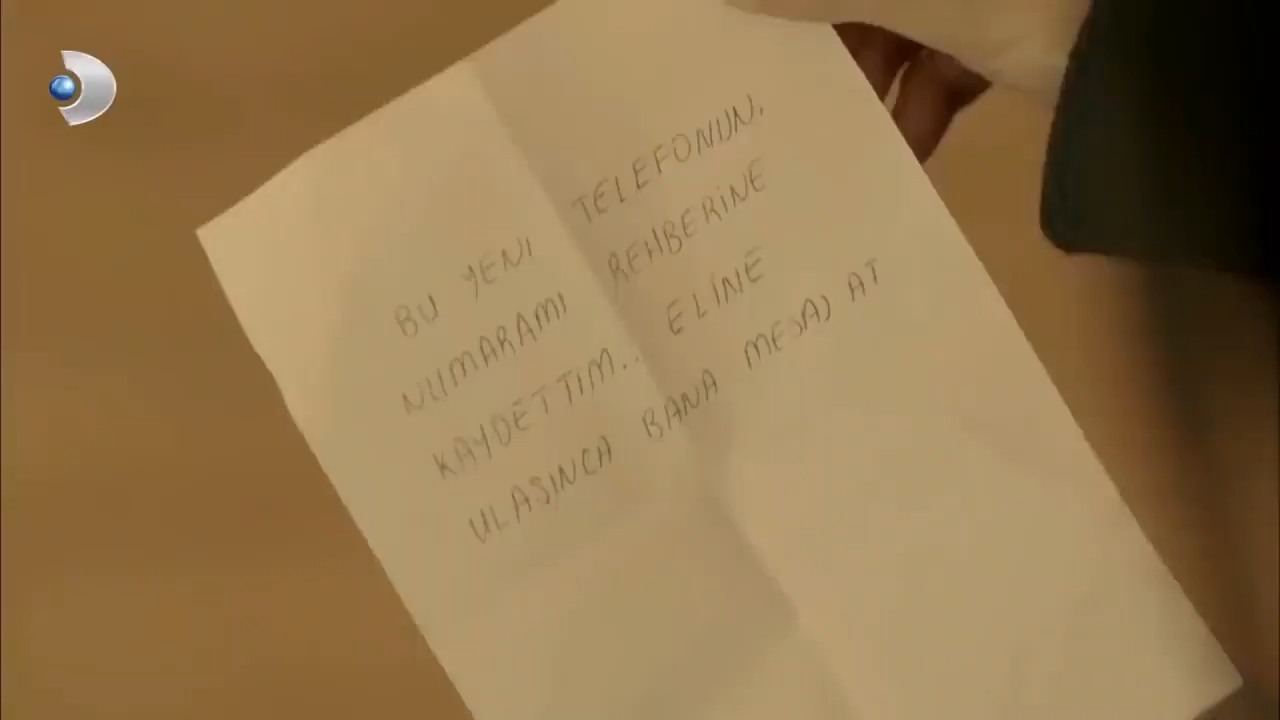 BU YENİ TELEFONUN,
NUMARAMI REHBERİNE
KAYDETTİM.. ELİNE
ULAŞINCA BANA MESAJ AT